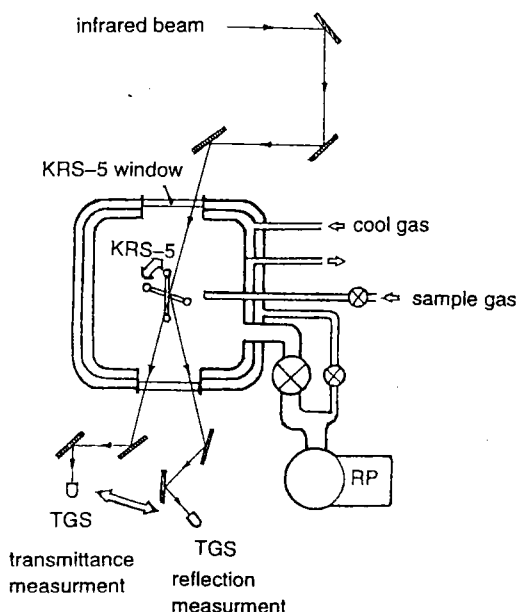 infrared beam
KRS-5 window
cool gas
KRS-5
sample gas
RP
TGS
TGS
transmittance
measurment
reflection
measurment